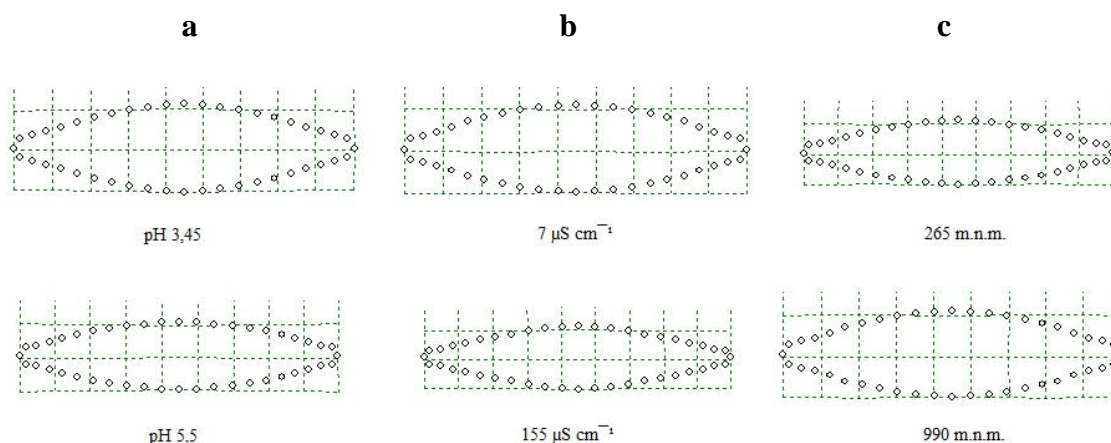 a b c
pH 3,45 7 µS cm⁻¹ 265 m.n.m.
pH 5,5 155 µS cm⁻¹ 990 m.n.m.